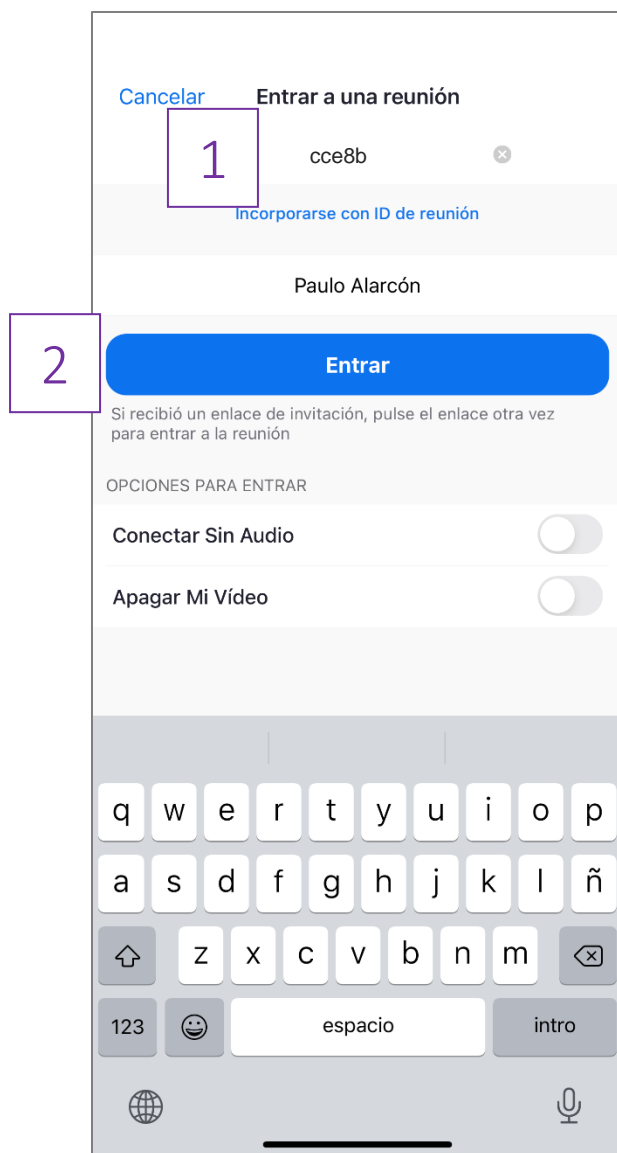 Cancelar Entrar a una reunión
1 cce8b
Incorporarse con ID de reunión
Paulo Alarcón
2 Entrar
Si recibió un enlace de invitación, pulse el enlace otra vez
para entrar a la reunión
OPCIONES PARA ENTRAR
Conectar Sin Audio
Apagar Mi Vídeo
q w e r t y u i o p
a s d f g h j k l ñ
z x c v b n m
123 espacio intro